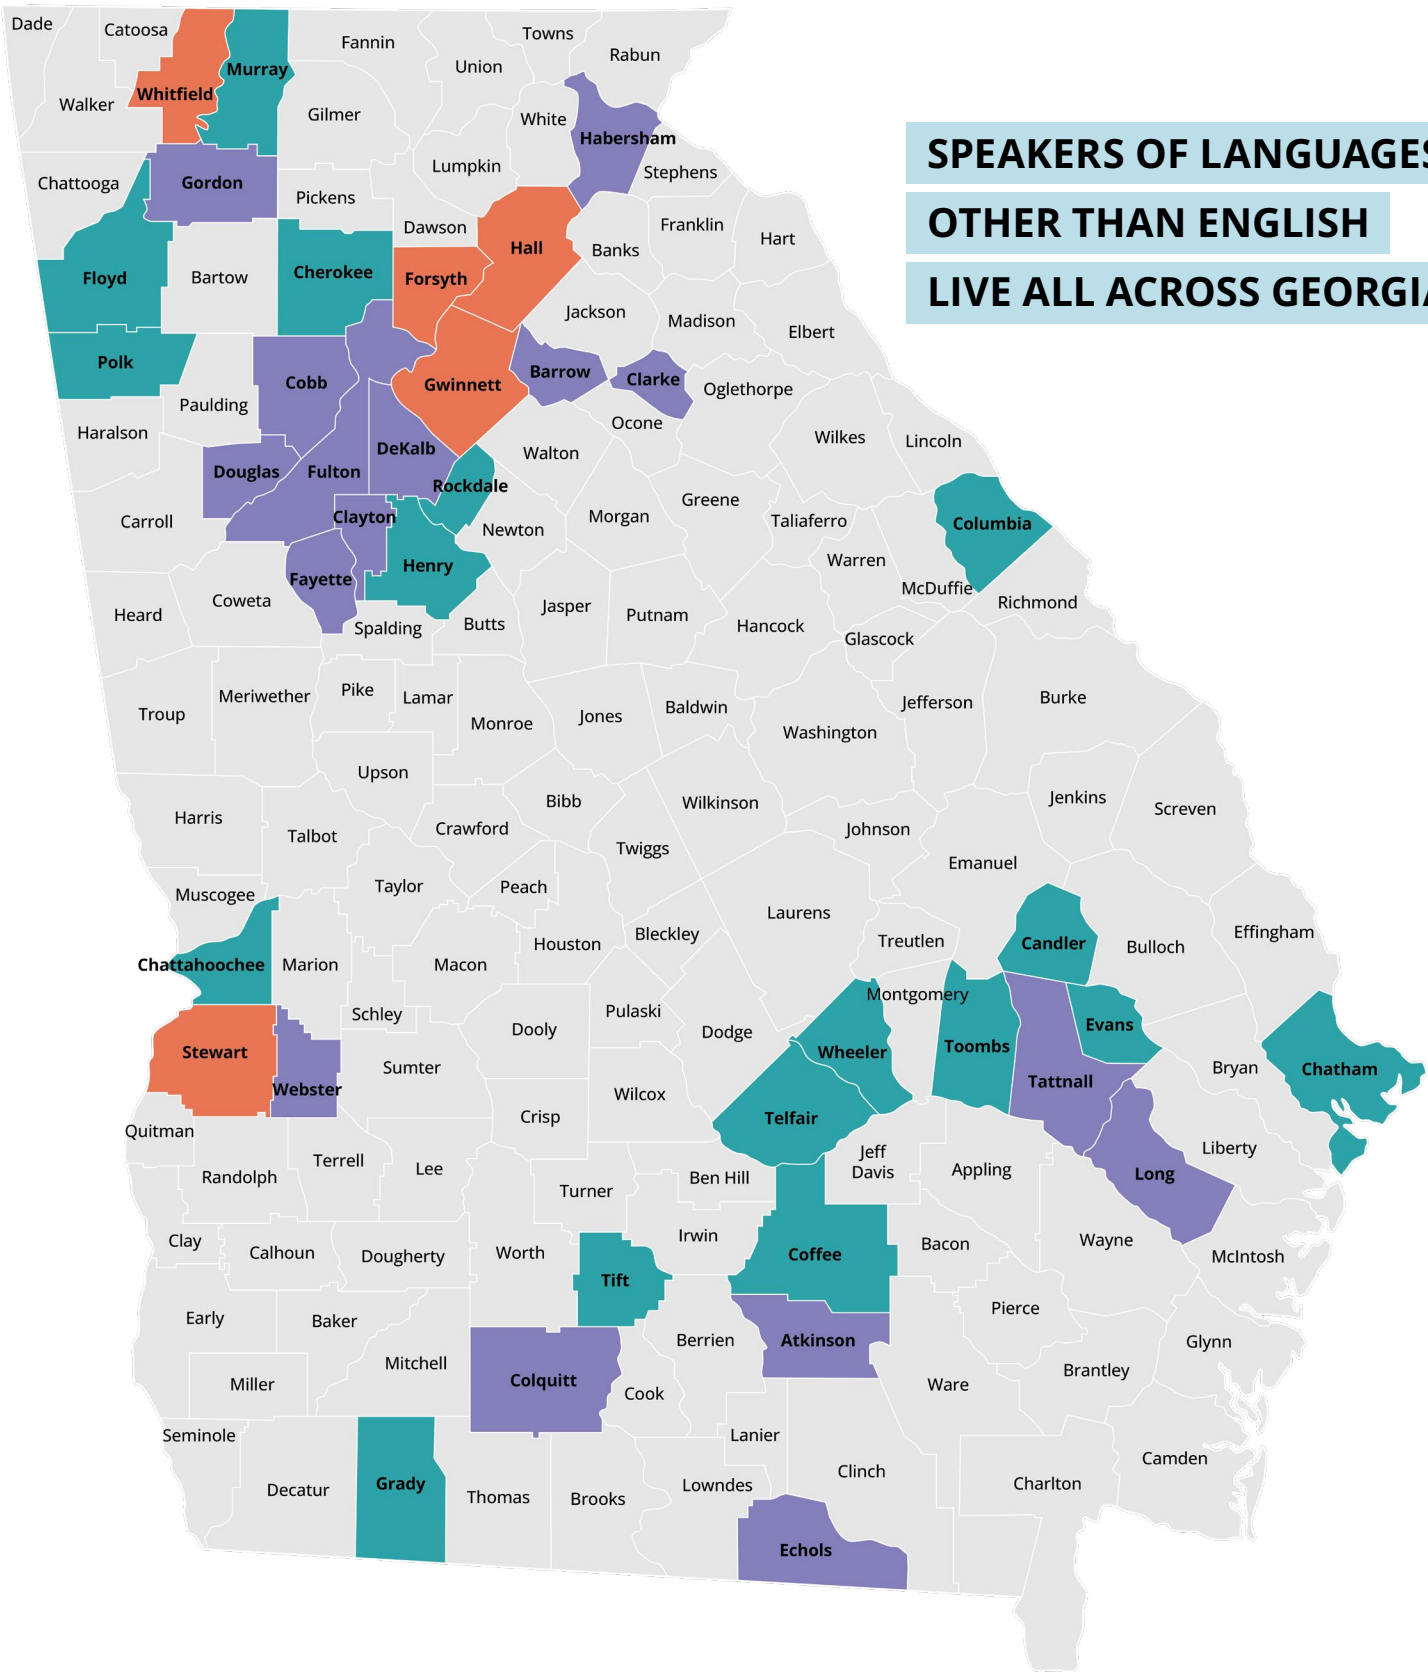 SPEAKERS OF LANGUAGES
OTHER THAN ENGLISH
LIVE ALL ACROSS GEORGIA
Dade
Catoosa
Whitfield
Murray
Fannin
Union
Towns
Rabun
Walker
Gilmer
White
Habersham
Lumpkin
Stephens
Chattooga
Gordon
Pickens
Dawson
Hall
Banks
Franklin
Hart
Floyd
Bartow
Cherokee
Forsyth
Jackson
Madison
Elbert
Polk
Cobb
Gwinnett
Barrow
Clarke
Oglethorpe
Paulding
Haralson
Ocone
Wilkes
Lincoln
Douglas
Fulton
DeKalb
Rockdale
Walton
Carroll
Clayton
Newton
Morgan
Greene
Taliaferro
Columbia
Warren
McDuffie
Richmond
Henry
Fayette
Coweta
Heard
Spalding
Butts
Jasper
Putnam
Hancock
Glascock
Troup
Meriwether
Pike
Lamar
Monroe
Jones
Baldwin
Washington
Jefferson
Burke
Upson
Bibb
Wilkinson
Jenkins
Screven
Harris
Talbot
Crawford
Twiggs
Johnson
Emanuel
Muscogee
Taylor
Peach
Laurens
Chattahoochee
Marion
Macon
Houston
Bleckley
Treutlen
Candler
Bulloch
Effingham
Schley
Dooly
Pulaski
Dodge
Montgomery
Wheeler
Toombs
Evans
Tattnall
Bryan
Chatham
Stewart
Webster
Sumter
Crisp
Wilcox
Telfair
Quitman
Randolph
Terrell
Lee
Turner
Ben Hill
Jeff
Davis
Appling
Long
Liberty
Clay
Calhoun
Dougherty
Worth
Tift
Irwin
Coffee
Bacon
Wayne
McIntosh
Early
Baker
Mitchell
Colquitt
Berrien
Atkinson
Pierce
Brantley
Glynn
Miller
Cook
Ware
Seminole
Decatur
Grady
Thomas
Brooks
Lowndes
Lanier
Clinch
Echols
Charlton
Camden